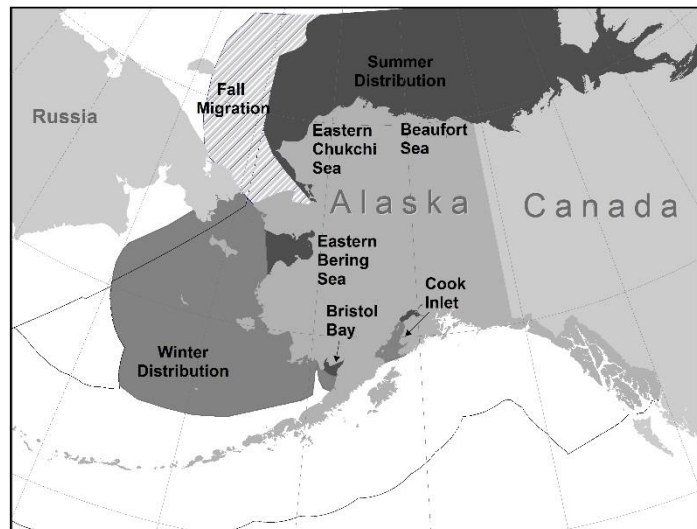 Summer
Distribution
Fall
Migration
Russia
Eastern
Chukchi
Sea
Beaufort
Sea
Alaska
Canada
Eastern
Bering
Sea
Cook
Inlet
Bristol
Bay
Winter
Distribution